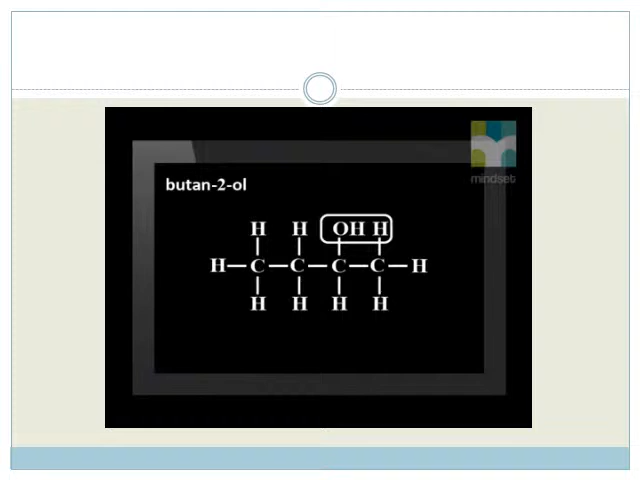 mindset
butan-2-ol
H H OH H
H C C C C H
H H H H